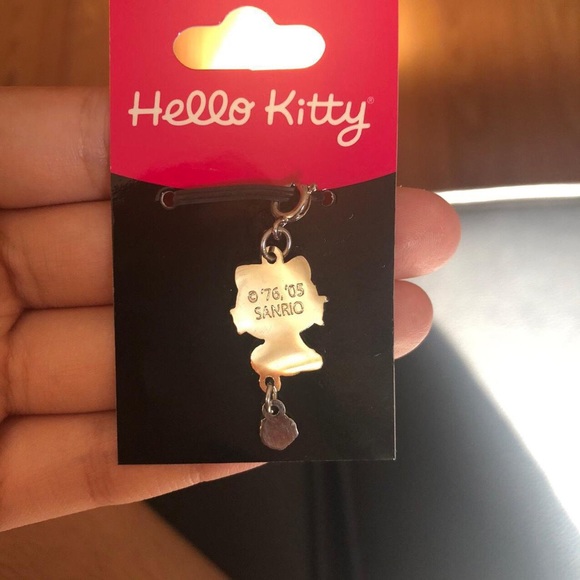 Hello Kitty®
© '76, '05
SANRIO